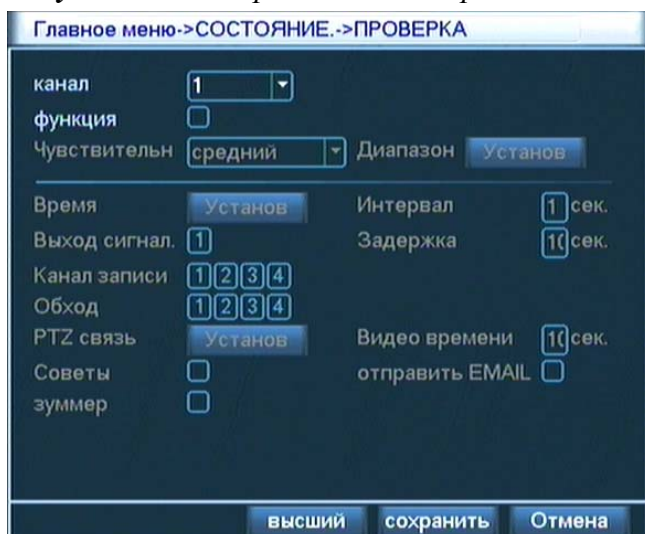 Главное меню->СОСТОЯНИЕ.->ПРОВЕРКА
канал 1
функция
Чувствительн средний Диапазон Установ
Время Установ Интервал 1 сек.
Выход сигнал. 1 Задержка 10 сек.
Канал записи 1 2 3 4
Обход 1 2 3 4
PTZ связь Установ Видео времени 10 сек.
Советы отправить EMAIL
зуммер
высший сохранить Отмена